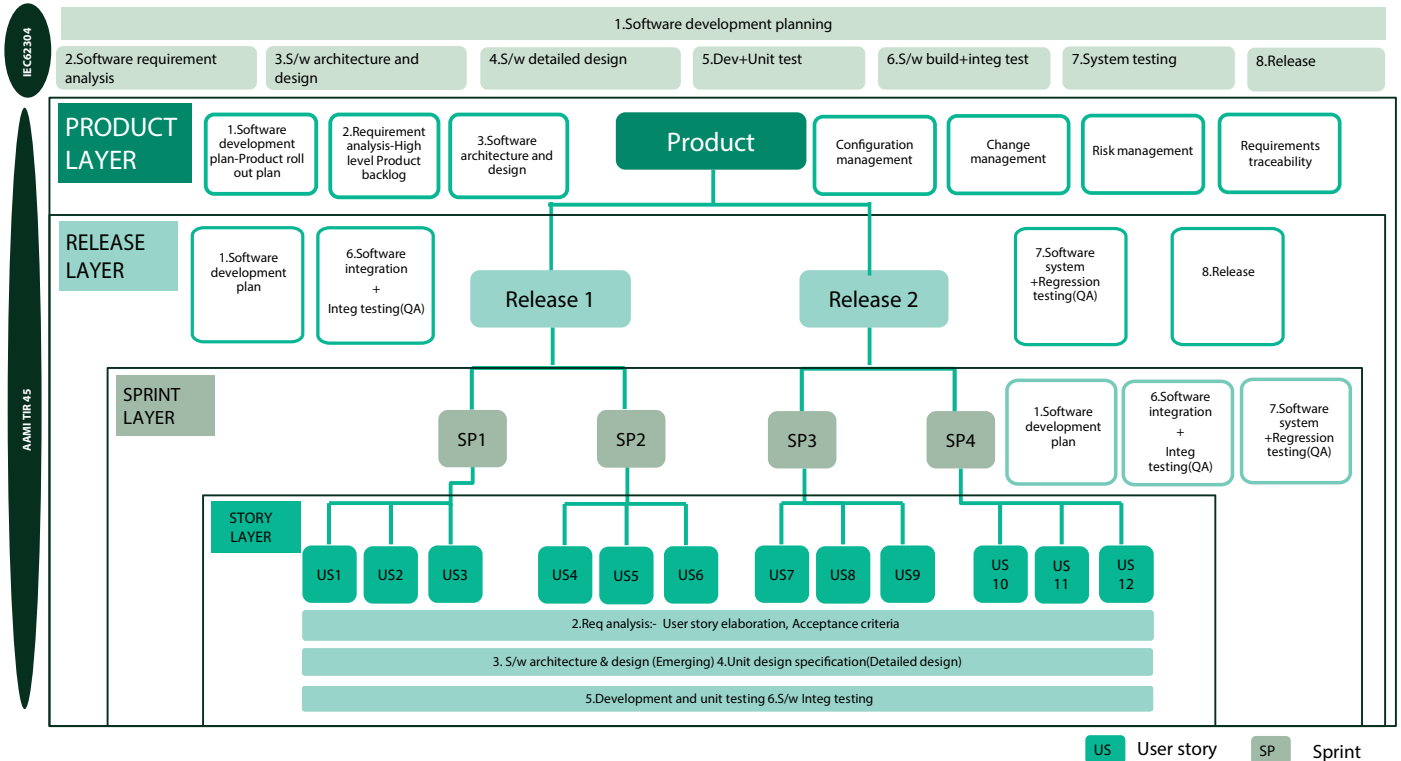 IEC62304
1.Software development planning
2.Software requirement
analysis
3.S/w architecture and
design
4.S/w detailed design
5.Dev+Unit test
6.S/w build+integ test
7.System testing
8.Release
AAMI TIR 45
PRODUCT
LAYER
1.Software
development
plan-Product roll
out plan
2.Requirement
analysis-High
level Product
backlog
3.Software
architecture and
design
Product
Configuration
management
Change
management
Risk management
Requirements
traceability
RELEASE
LAYER
1.Software
development
plan
6.Software
integration
+
Integ testing(QA)
Release 1
Release 2
7.Software
system
+Regression
testing(QA)
8.Release
SPRINT
LAYER
SP1
SP2
SP3
SP4
1.Software
development
plan
6.Software
integration
+
Integ
testing(QA)
7.Software
system
+Regression
testing(QA)
STORY
LAYER
US1
US2
US3
US4
US5
US6
US7
US8
US9
US
10
US
11
US
12
2.Req analysis:- User story elaboration, Acceptance criteria
3. S/w architecture & design (Emerging) 4.Unit design specification(Detailed design)
5.Development and unit testing 6.S/w Integ testing
US User story
SP Sprint